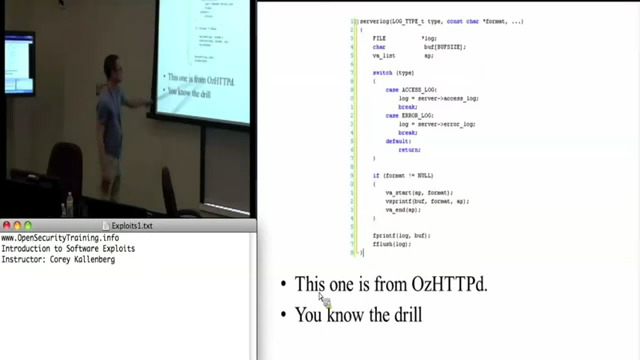 serverlog(LOG_TYPE_t type, const char *format, ...)
{
FILE *log;
char buf[BUFSIZE];
va_list ap;
switch (type)
{
case ACCESS_LOG:
log = server->access_log;
break;
case ERROR_LOG:
log = server->error_log;
break;
default:
return;
}
if (format != NULL)
{
va_start(ap, format);
vsprintf(buf, format, ap);
va_end(ap);
}
fprintf(log, buf);
fflush(log);
}
• This one is from OzHTTPd.
• You know the drill
• This one is from OzHTTPd.
• You know the drill
Exploits1.txt
www.OpenSecurityTraining.info
Introduction to Software Exploits
Instructor: Corey Kallenberg